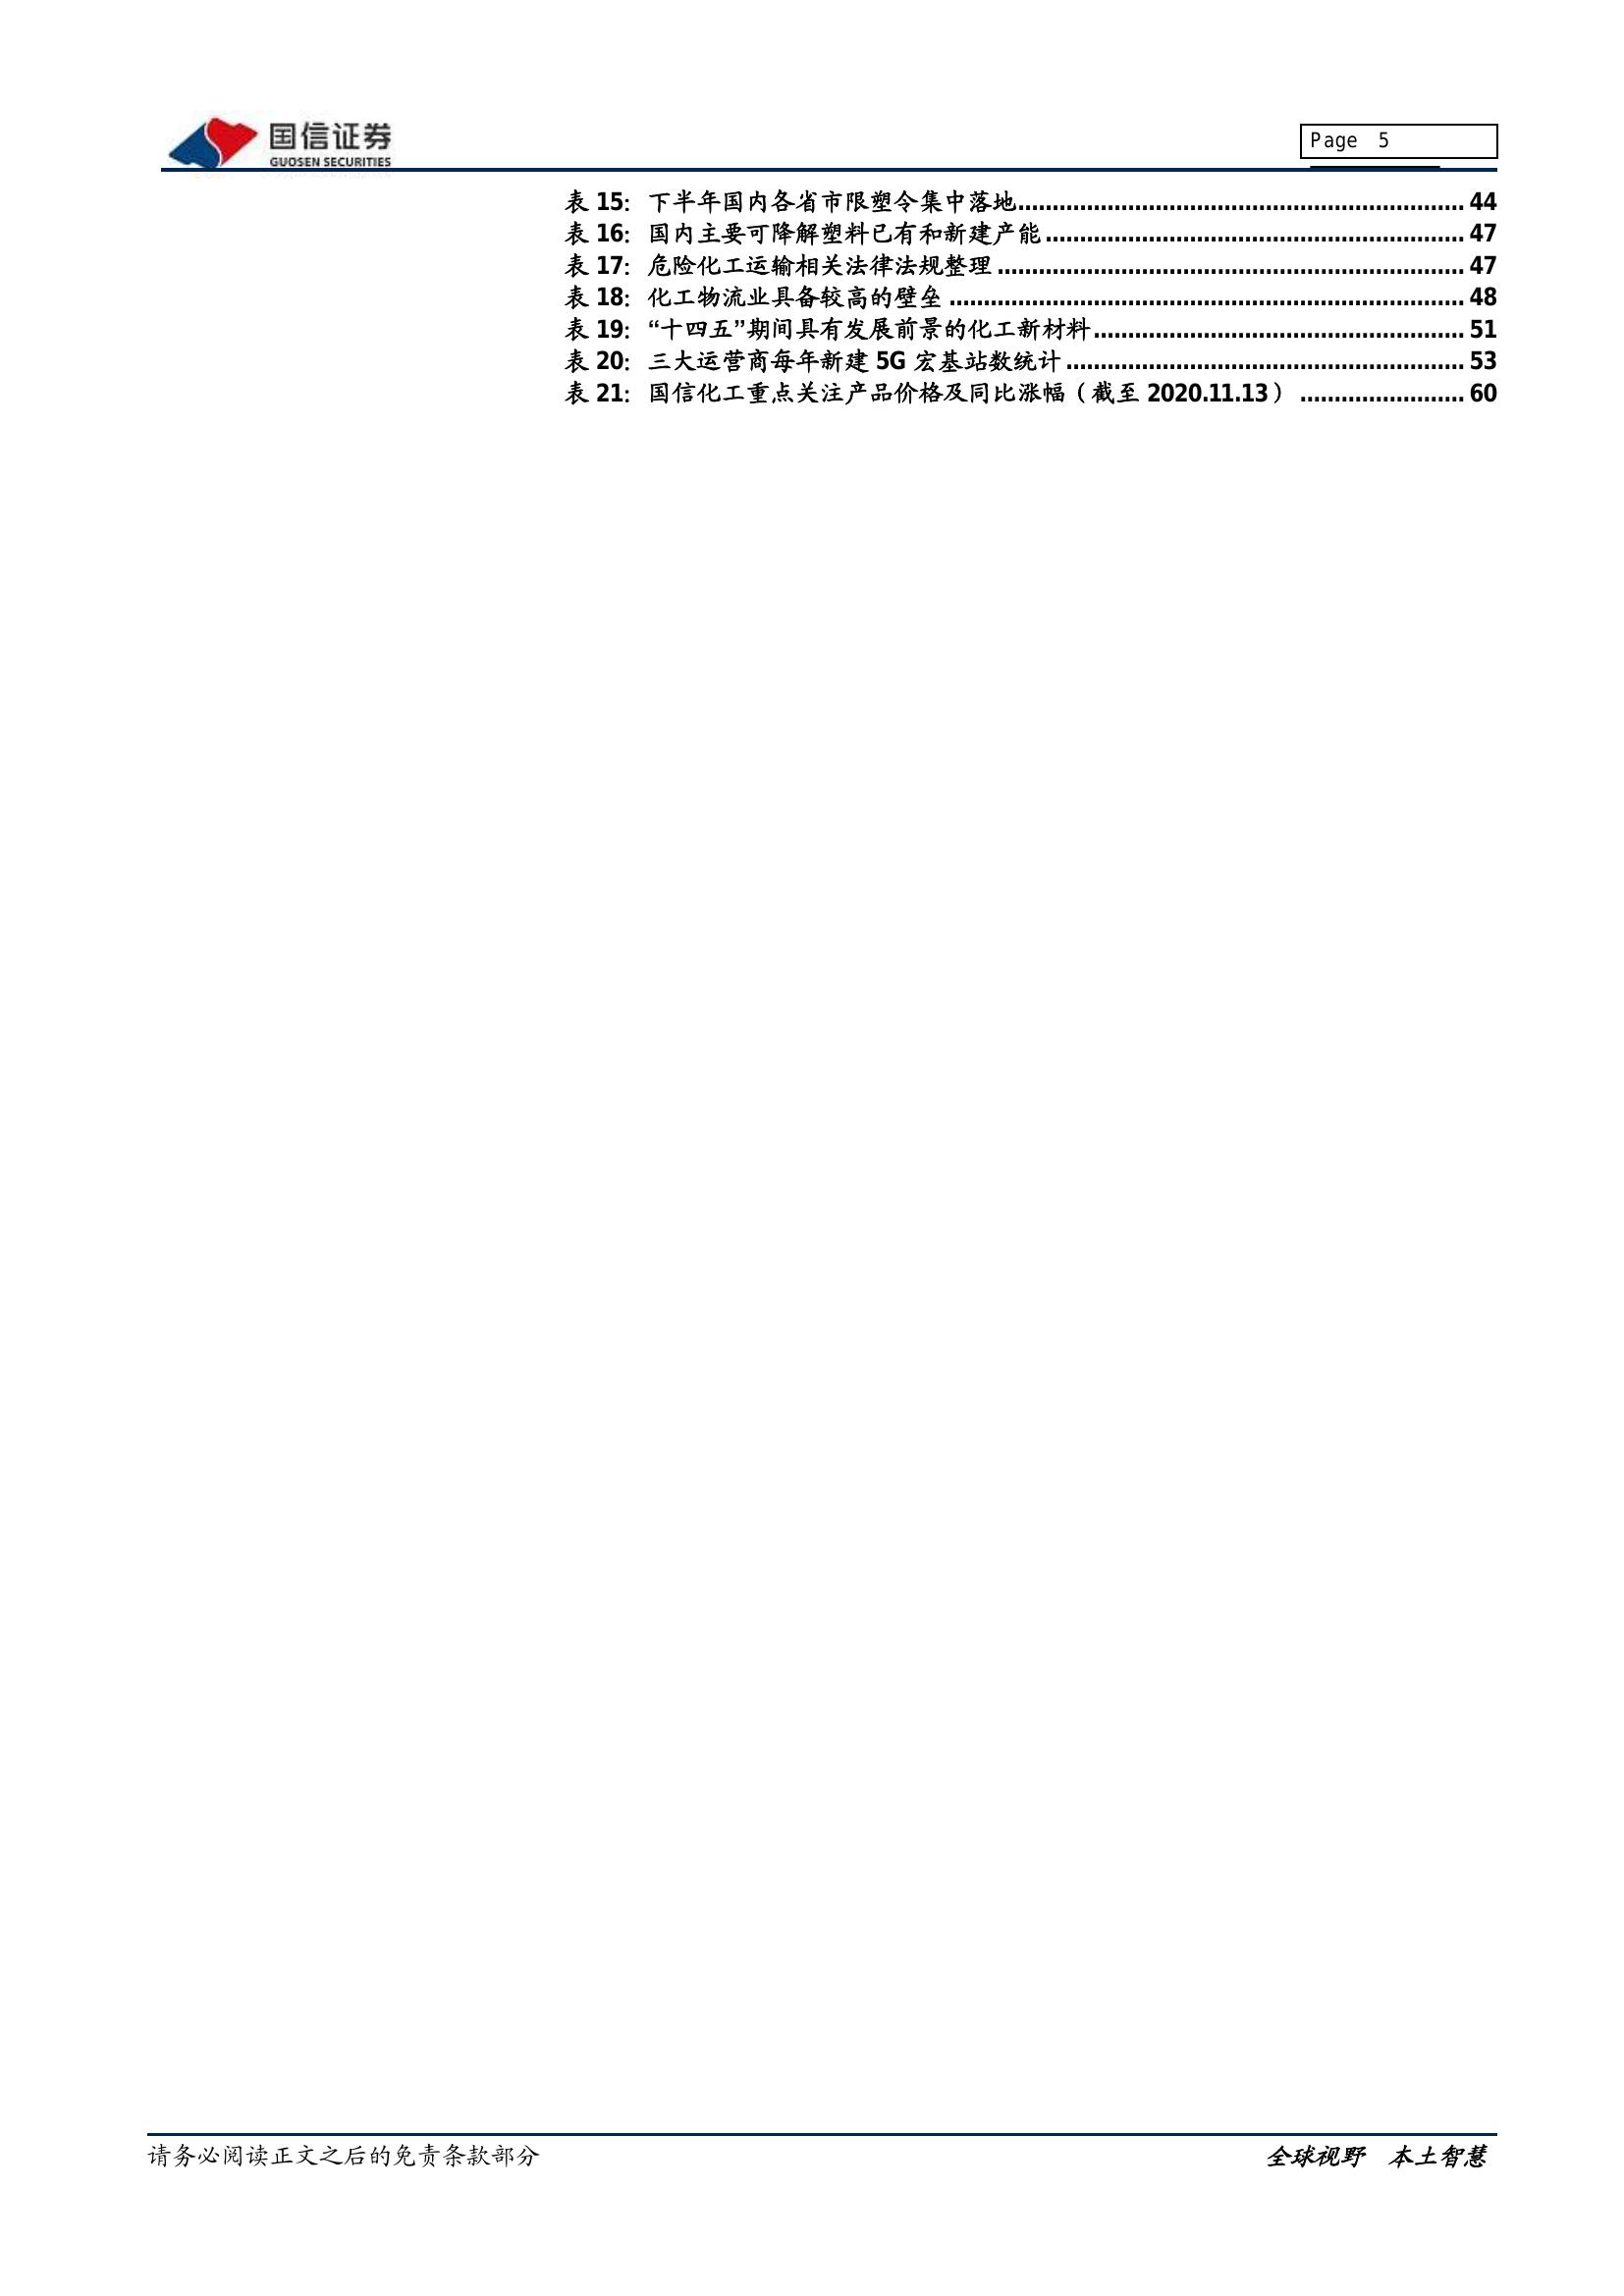 国信证券
GUOSEN SECURITIES
Page 5
表 15: 下半年国内各省市限塑令集中落地................................................................ 44
表 16: 国内主要可降解塑料已有和新建产能............................................................ 47
表 17: 危险化工运输相关法律法规整理................................................................... 47
表 18: 化工物流业具备较高的壁垒.......................................................................... 48
表 19: “十四五”期间具有发展前景的化工新材料..................................................... 51
表 20: 三大运营商每年新建 5G 宏基站数统计......................................................... 53
表 21: 国信化工重点关注产品价格及同比涨幅（截至 2020.11.13）........................ 60
请务必阅读正文之后的免责条款部分
全球视野 本土智慧